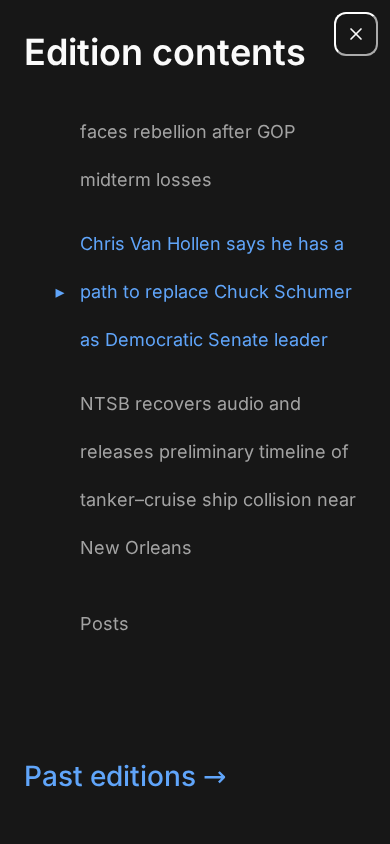 Edition contents
faces rebellion after GOP
midterm losses
Chris Van Hollen says he has a
path to replace Chuck Schumer
as Democratic Senate leader
NTSB recovers audio and
releases preliminary timeline of
tanker–cruise ship collision near
New Orleans
Posts
Past editions →